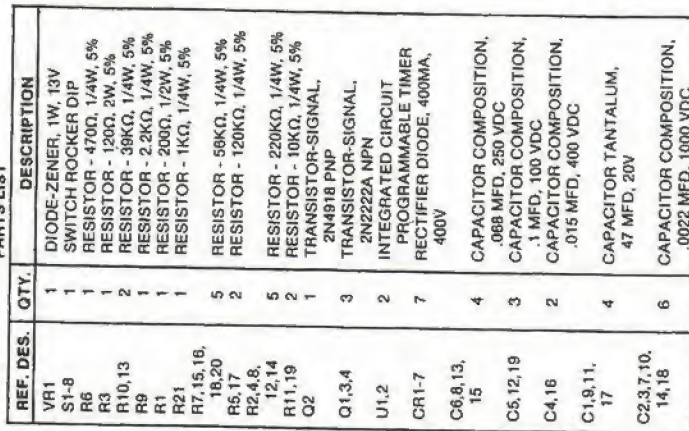 PARTS LIST
REF. DES. QTY. DESCRIPTION
VR1 1 DIODE-ZENER, 1W, 13V
S1-8 1 SWITCH ROCKER DIP
R6 1 RESISTOR - 470Ω, 1/4W, 5%
R3 1 RESISTOR - 120Ω, 2W, 5%
R10,13 2 RESISTOR - 39KΩ, 1/4W, 5%
R9 1 RESISTOR - 2.2KΩ, 1/4W, 5%
R1 1 RESISTOR - 200Ω, 1/2W, 5%
R21 1 RESISTOR - 1KΩ, 1/4W, 5%
R7,15,16,
18,20 5 RESISTOR - 56KΩ, 1/4W, 5%
R5,17 2 RESISTOR - 120KΩ, 1/4W, 5%
R2,4,8,
12,14 5 RESISTOR - 220KΩ, 1/4W, 5%
R11,19 2 RESISTOR - 10KΩ, 1/4W, 5%
Q2 1 TRANSISTOR-SIGNAL,
2N4918 PNP
Q1,3,4 3 TRANSISTOR-SIGNAL,
2N2222A NPN
U1,2 2 INTEGRATED CIRCUIT
PROGRAMMABLE TIMER
CR1-7 7 RECTIFIER DIODE, 400MA,
400V
C6,8,13,
15 4 CAPACITOR COMPOSITION,
.068 MFD, 250 VDC
C5,12,19 3 CAPACITOR COMPOSITION,
.1 MFD, 100 VDC
C4,16 2 CAPACITOR COMPOSITION,
.015 MFD, 400 VDC
C1,9,11,
17 4 CAPACITOR TANTALUM,
47 MFD, 20V
C2,3,7,10,
14,18 6 CAPACITOR COMPOSITION,
.0022 MFD, 1000 VDC